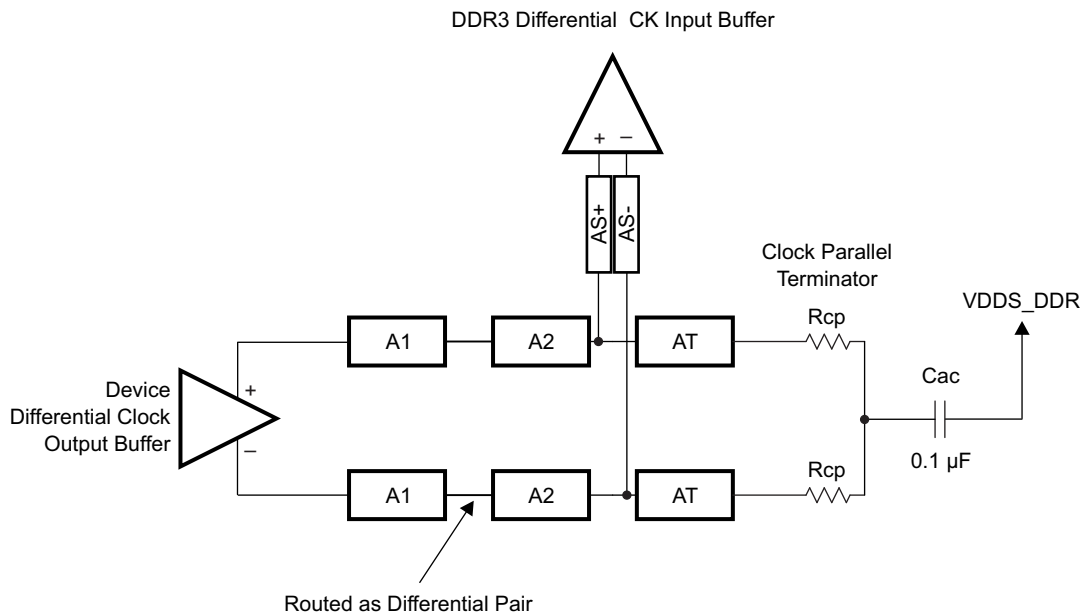 DDR3 Differential CK Input Buffer
+ −
AS+
AS-
Clock Parallel
Terminator
Rcp
VDDS_DDR
A1
A2
AT
Cac
0.1 µF
Device
Differential Clock
Output Buffer
+
−
Rcp
A1
A2
AT
Routed as Differential Pair